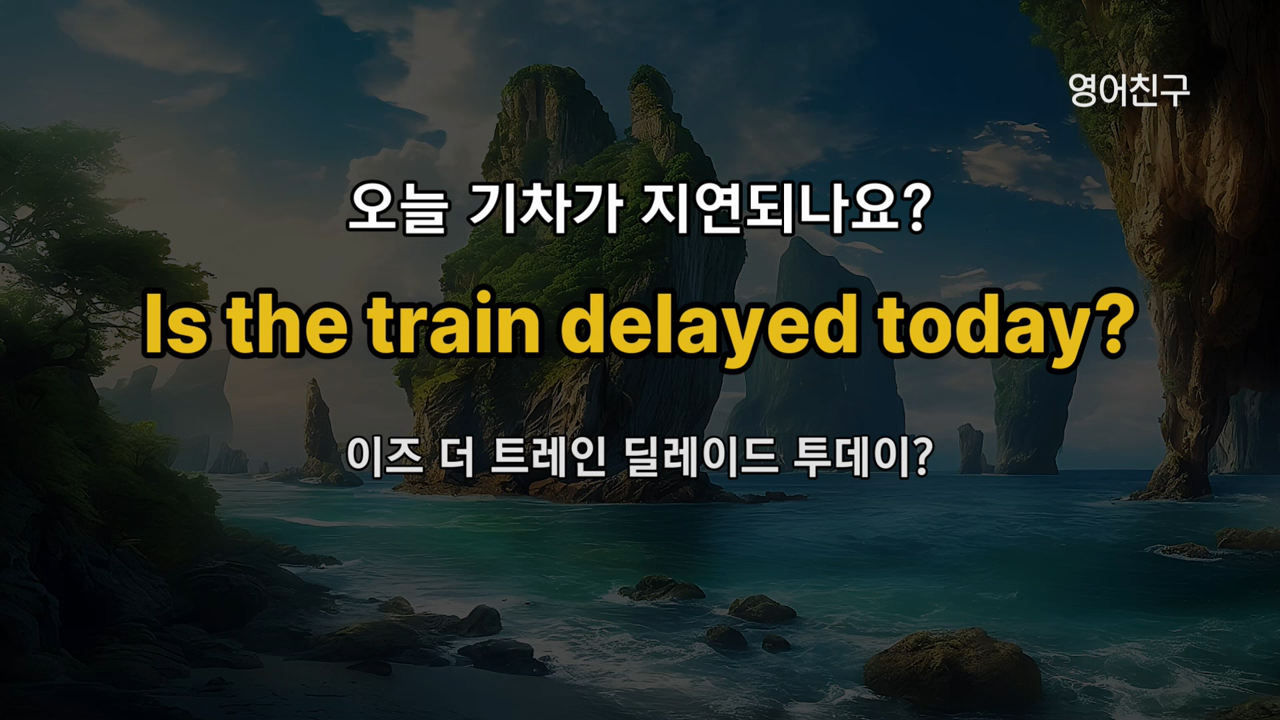 영어친구
오늘 기차가 지연되나요?
Is the train delayed today?
이즈 더 트레인 딜레이드 투데이?